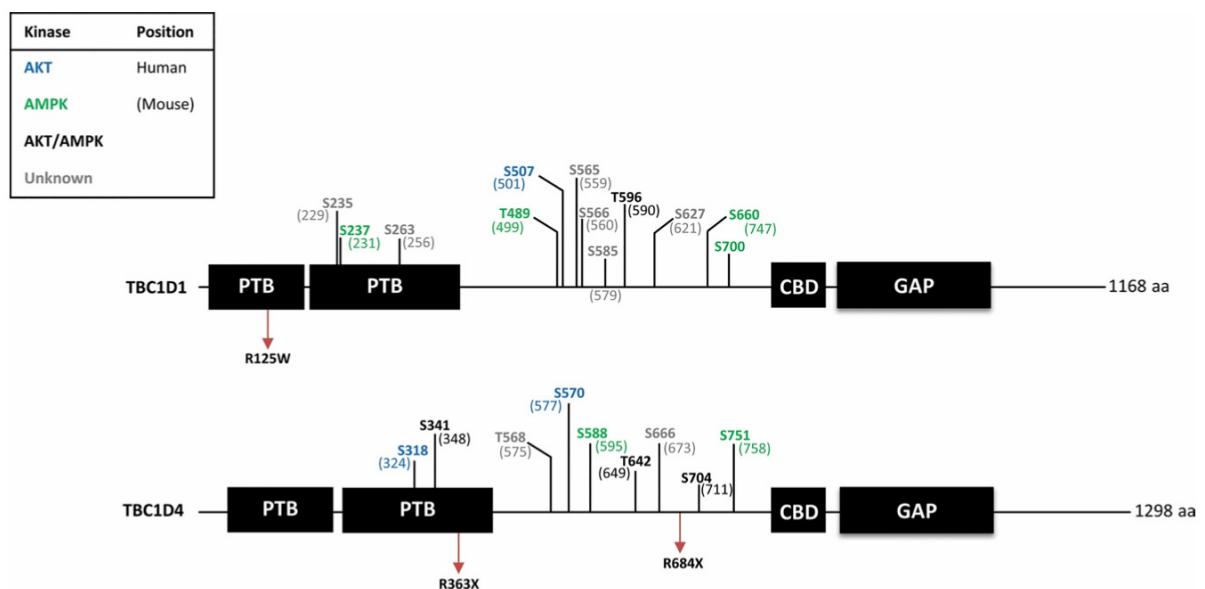 Kinase Position
AKT Human
AMPK (Mouse)
AKT/AMPK
Unknown
S507
(501)
S565
(559)
S235
(229)
S237
(231)
S263
(256)
T489
(499)
S566
(560)
T596
(590)
S585
(579)
S627
(621)
S660
(747)
S700
TBC1D1 PTB PTB CBD GAP 1168 aa
R125W
S570
(577)
S341
(348)
S318
(324)
T568
(575)
S588
(595)
T642
(649)
S666
(673)
S704
(711)
S751
(758)
TBC1D4 PTB PTB CBD GAP 1298 aa
R363X
R684X